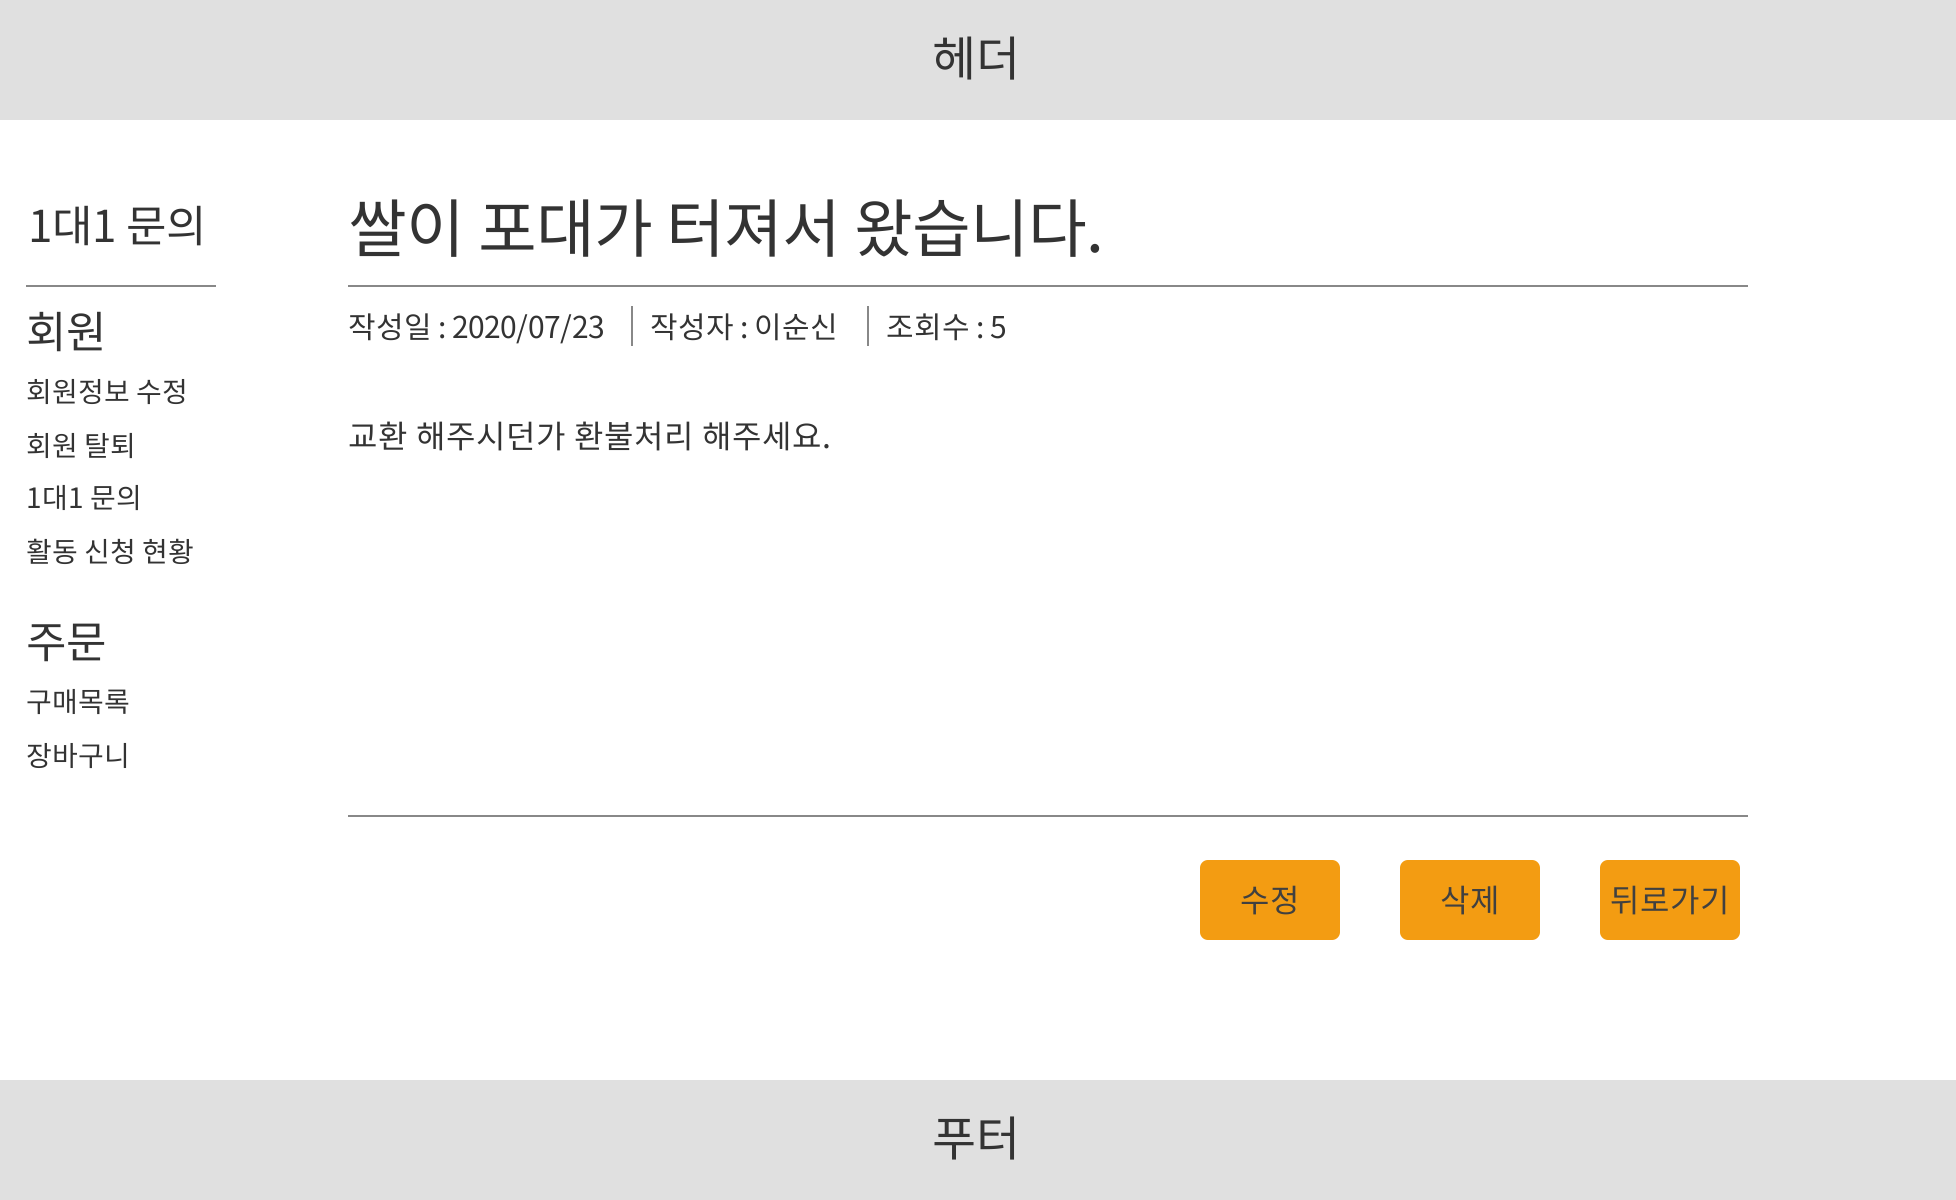 헤더
1대1 문의
회원
회원정보 수정
회원 탈퇴
1대1 문의
활동 신청 현황
주문
구매목록
장바구니
쌀이 포대가 터져서 왔습니다.
작성일 : 2020/07/23 작성자 : 이순신 조회수 : 5
교환 해주시던가 환불처리 해주세요.
수정 삭제 뒤로가기
푸터